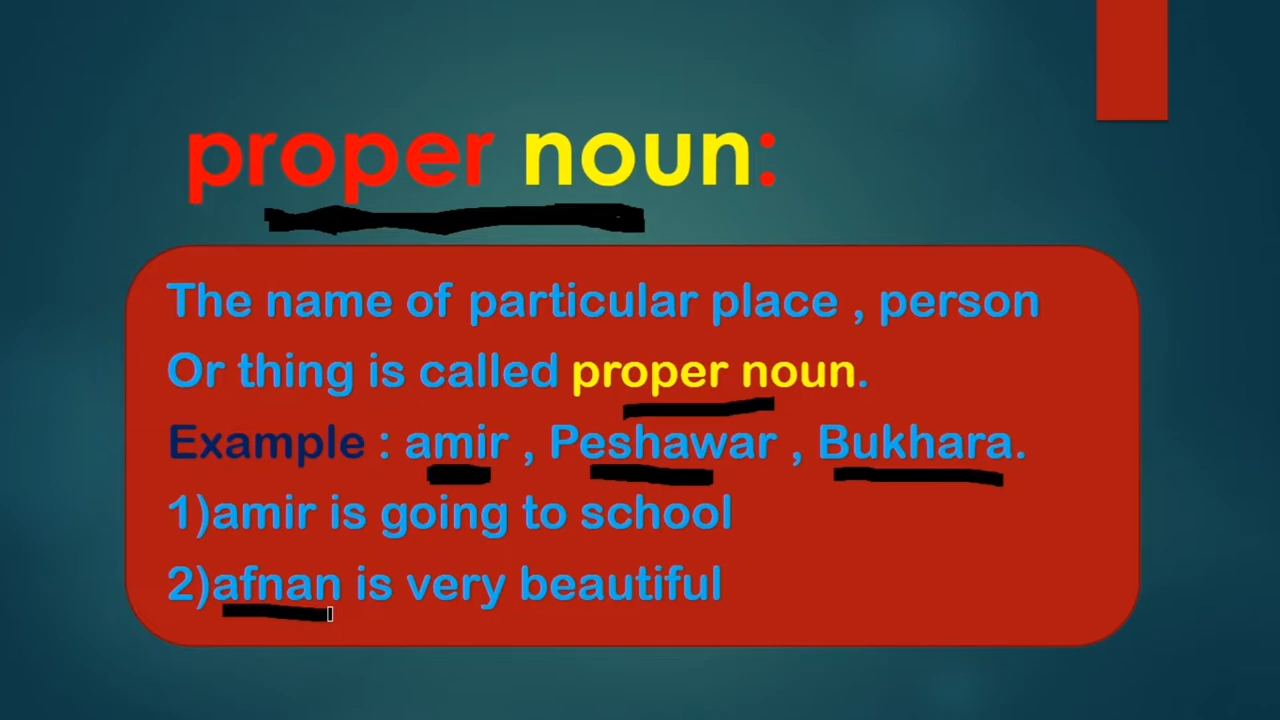 proper noun:
The name of particular place , person
Or thing is called proper noun.
Example : amir , Peshawar , Bukhara.
1)amir is going to school
2)afnan is very beautiful